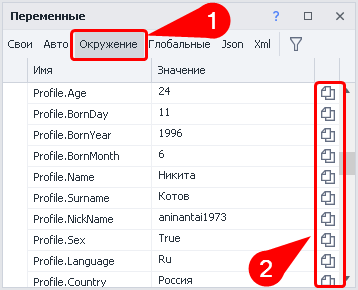 Переменные ?
1
Свои Авто Окружение Глобальные Json Xml
Имя Значение
Profile.Age 24
Profile.BornDay 11
Profile.BornYear 1996
Profile.BornMonth 6
Profile.Name Никита
Profile.Surname Котов
Profile.NickName aninantai1973
Profile.Sex True
Profile.Language Ru
Profile.Country Россия
2